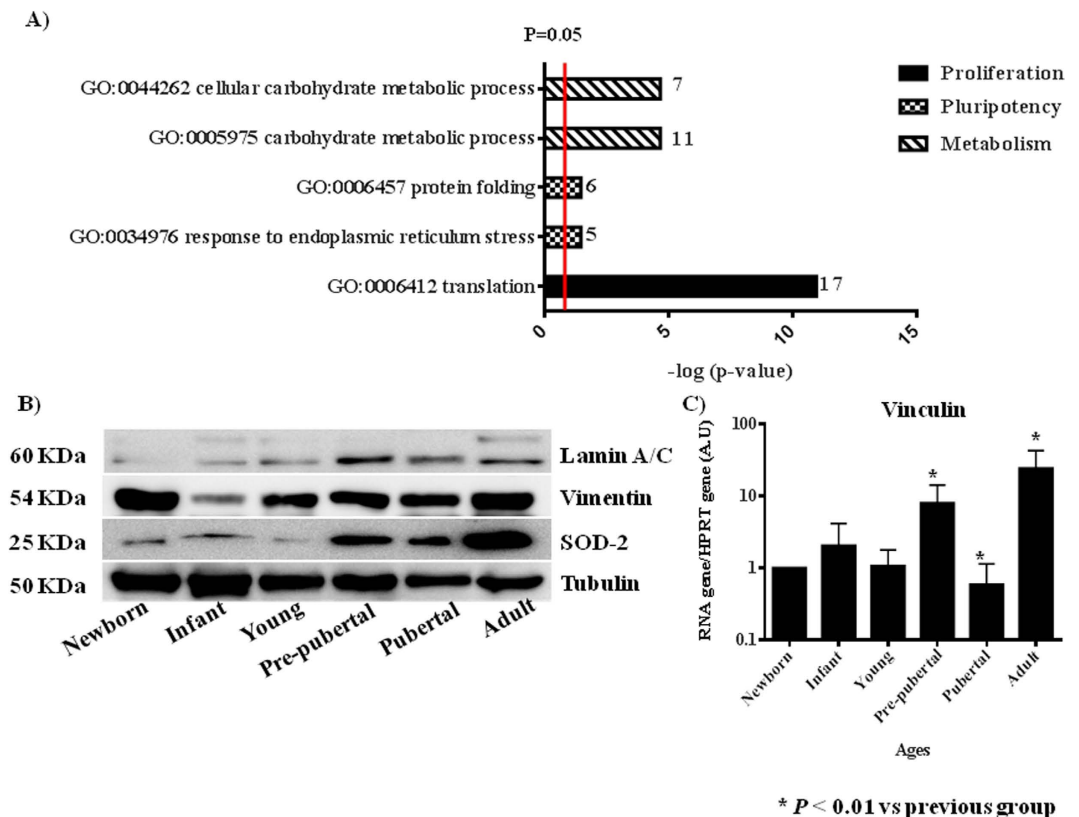 A)
P=0.05
GO:0044262 cellular carbohydrate metabolic process
7
GO:0005975 carbohydrate metabolic process
11
GO:0006457 protein folding
6
GO:0034976 response to endoplasmic reticulum stress
5
GO:0006412 translation
17
0
5
10
15
-log (p-value)
Proliferation
Pluripotency
Metabolism
B)
60 KDa
Lamin A/C
54 KDa
Vimentin
25 KDa
SOD-2
50 KDa
Tubulin
Newborn
Infant
Young
Pre-pubertal
Pubertal
Adult
C)
Vinculin
RNA gene/HPRT gene (A.U)
100
10
1
0.1
*
*
*
Newborn
Infant
Young
Pre-pubertal
Pubertal
Adult
Ages
* P < 0.01 vs previous group